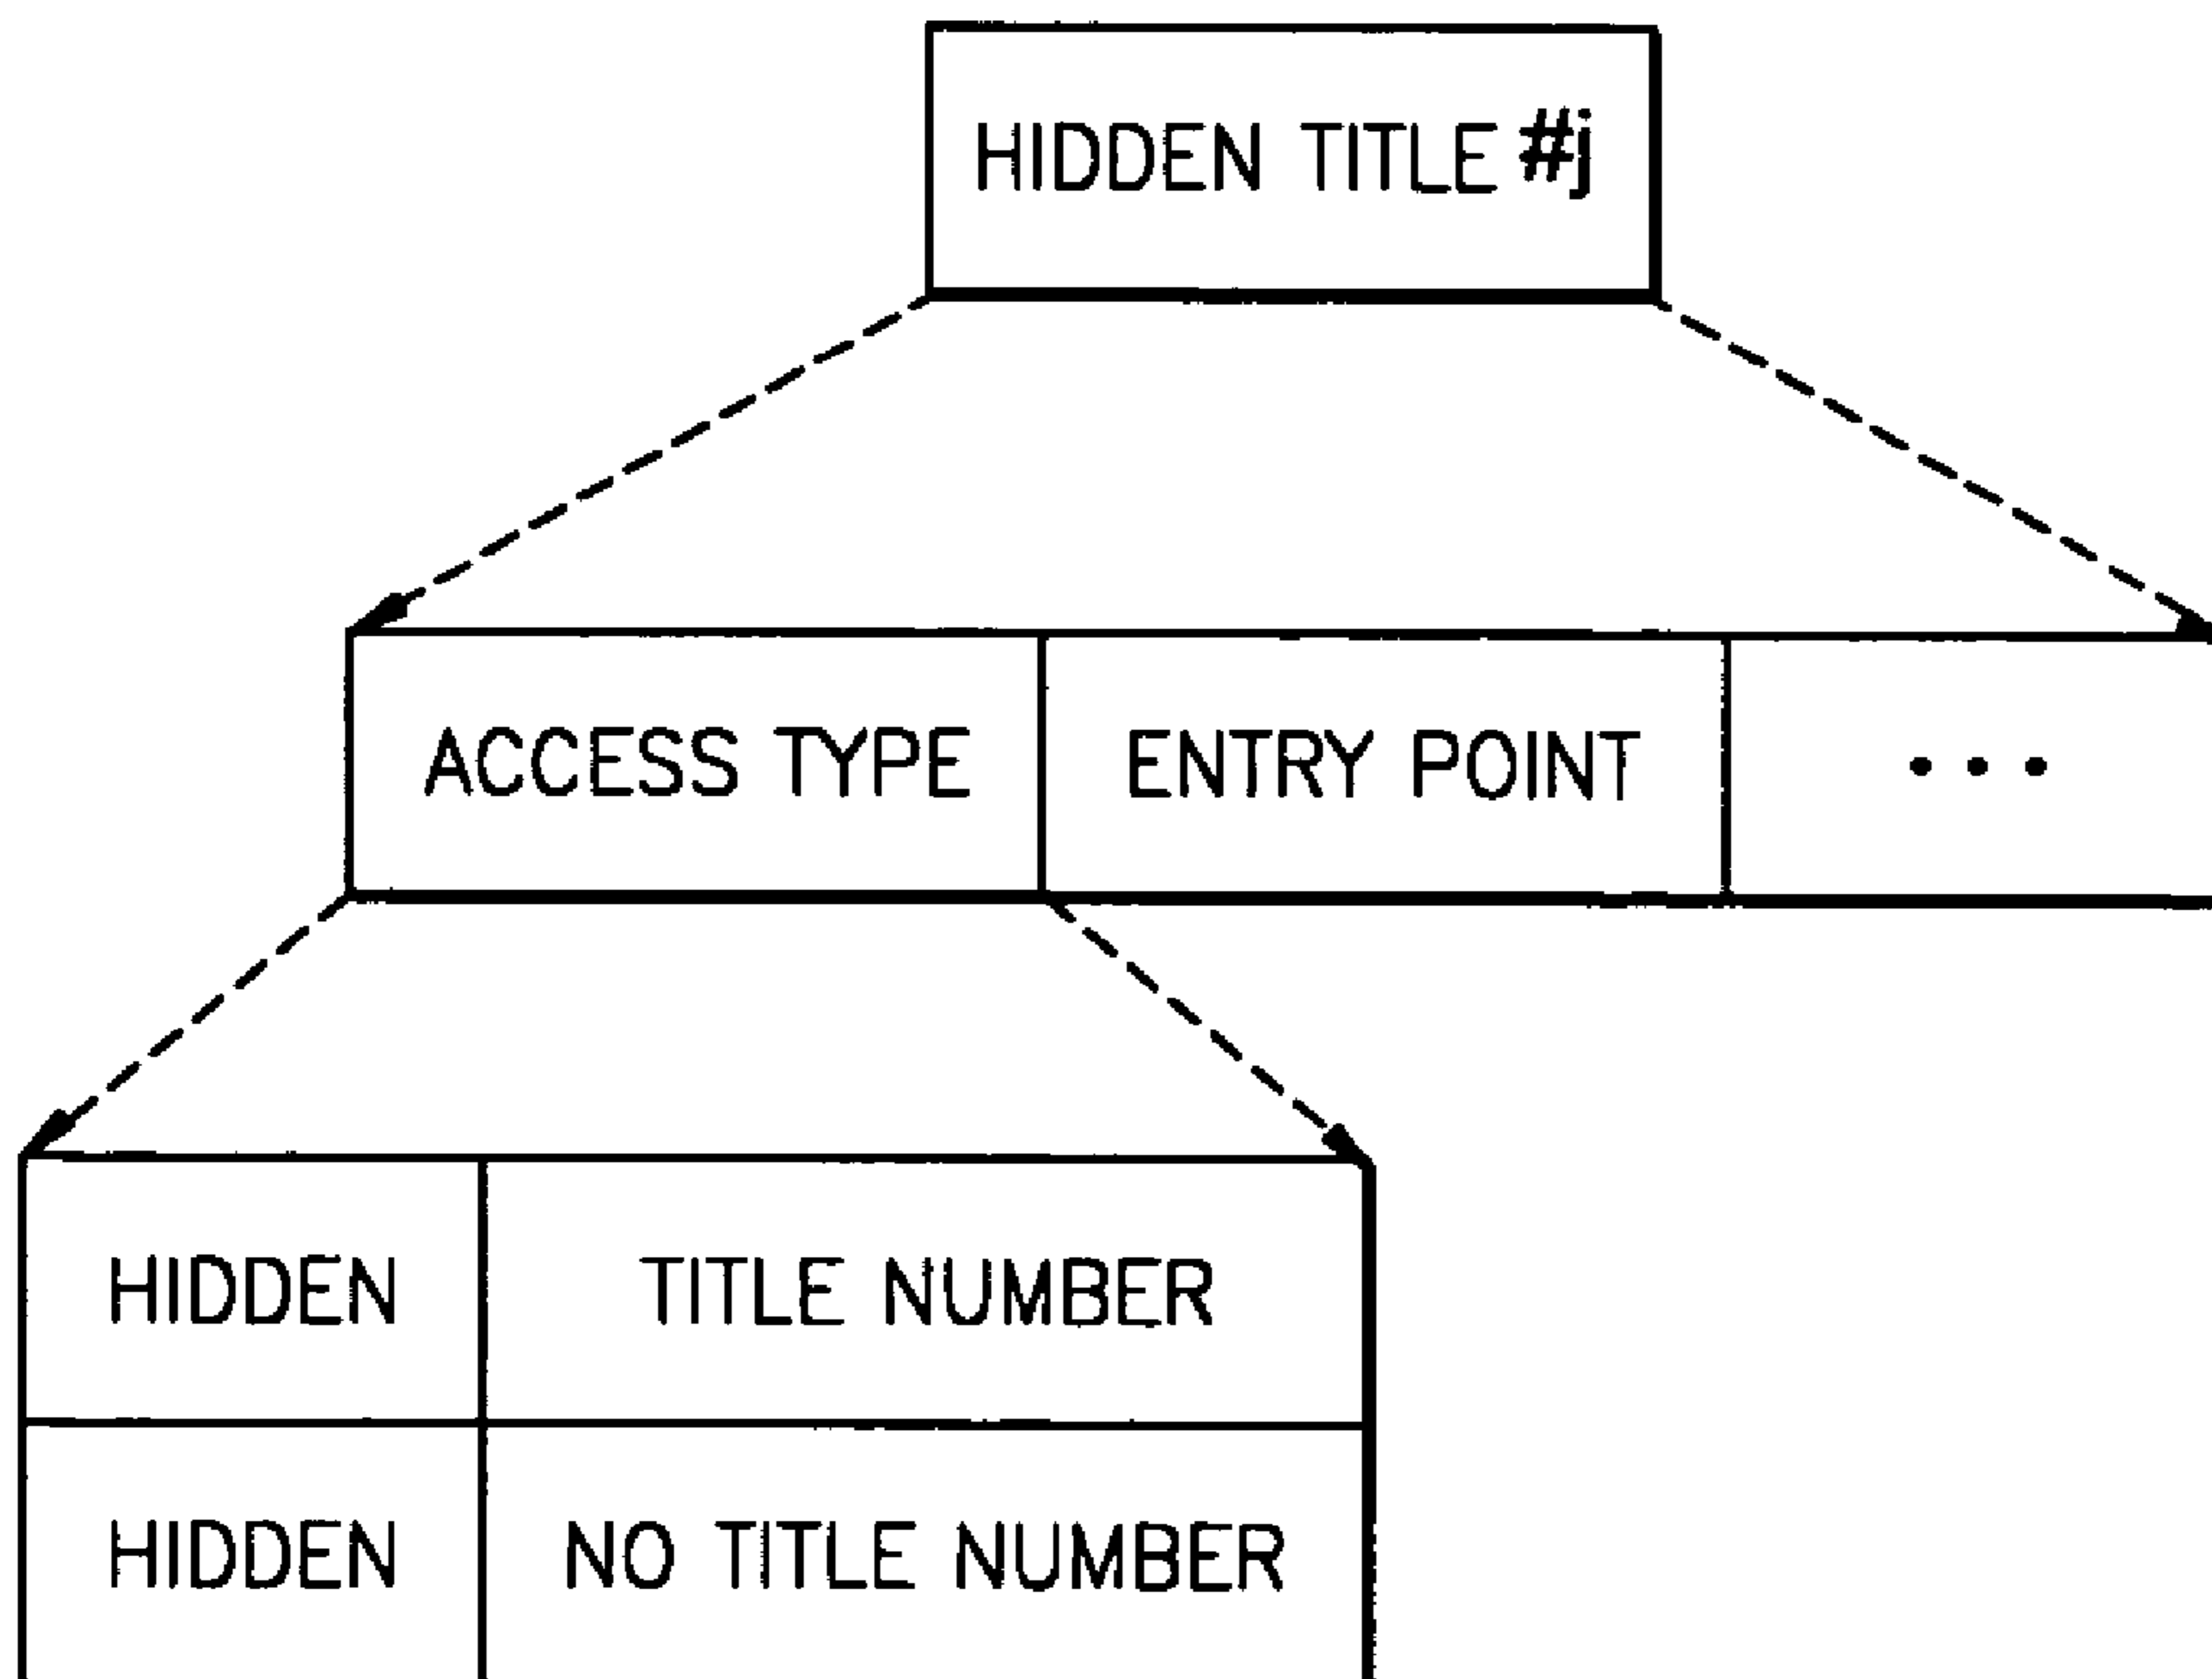 HIDDEN TITLE #j
ACCESS TYPE ENTRY POINT • • •
HIDDEN TITLE NUMBER
HIDDEN NO TITLE NUMBER